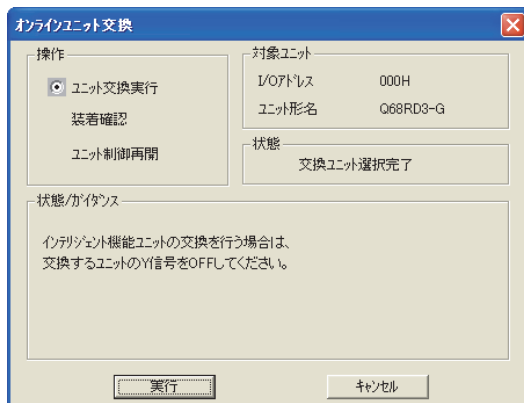 オンラインユニット交換
操作
ユニット交換実行
装着確認
ユニット制御再開
対象ユニット
I/Oアドレス 000H
ユニット形名 Q68RD3-G
状態
交換ユニット選択完了
状態/ガイダンス
インテリジェント機能ユニットの交換を行う場合は、
交換するユニットのY信号をOFFしてください。
実行 キャンセル